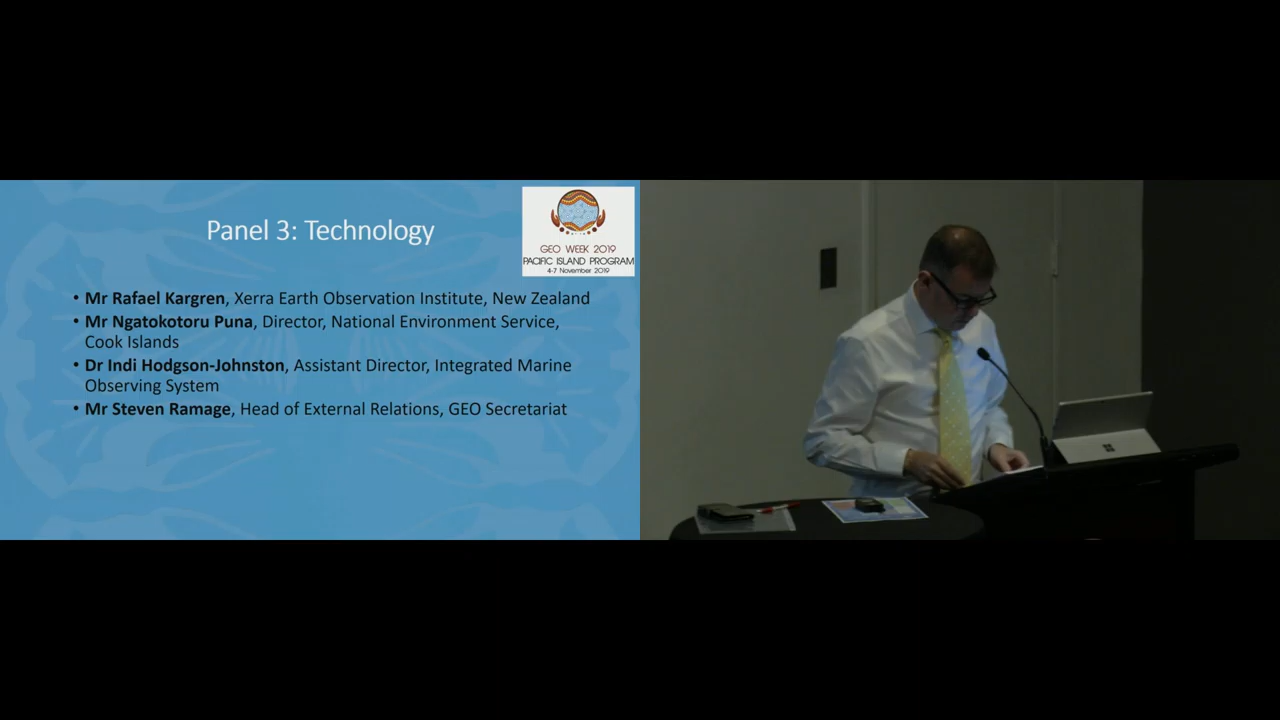 Panel 3: Technology
GEO WEEK 2019
PACIFIC ISLAND PROGRAM
4-7 November 2019
• Mr Rafael Kargren, Xerra Earth Observation Institute, New Zealand
• Mr Ngatokotoru Puna, Director, National Environment Service,
Cook Islands
• Dr Indi Hodgson-Johnston, Assistant Director, Integrated Marine
Observing System
• Mr Steven Ramage, Head of External Relations, GEO Secretariat